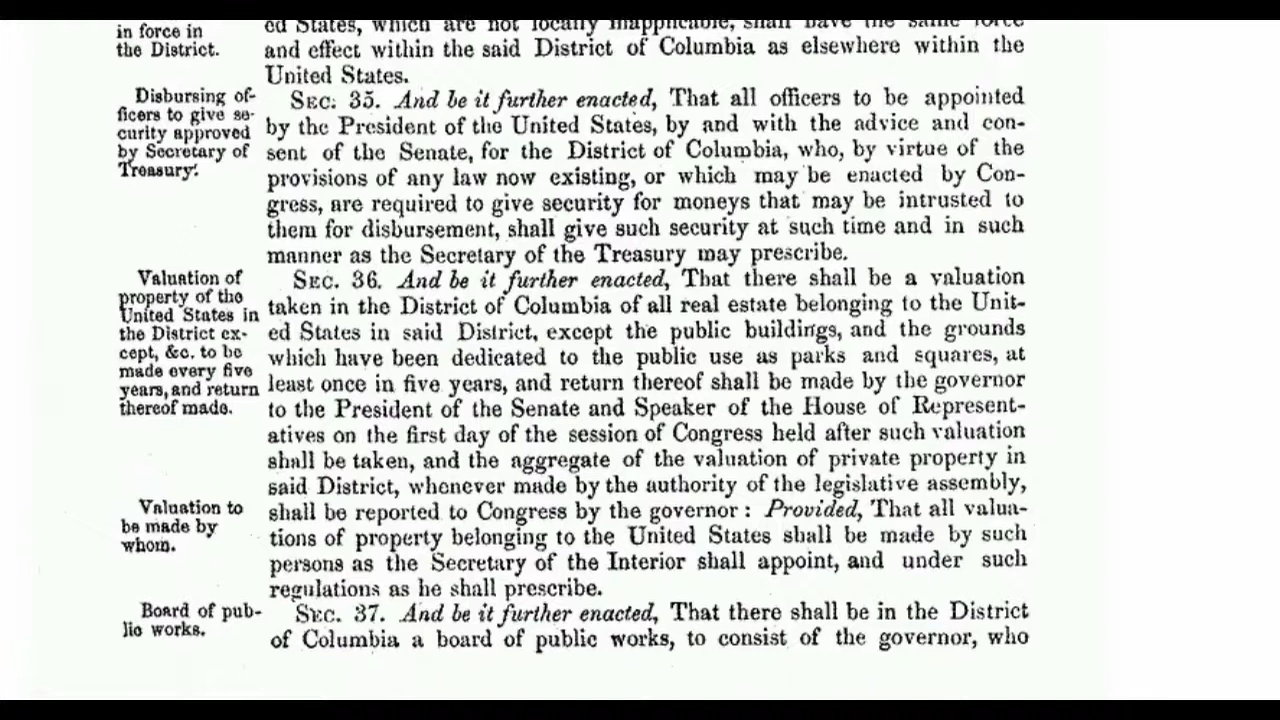 in force in
the District.
ed States, which are not locally inapplicable, shall have the same force
and effect within the said District of Columbia as elsewhere within the
United States.
Disbursing of-
ficers to give se-
curity approved
by Secretary of
Treasury.
SEC. 35. And be it further enacted, That all officers to be appointed
by the President of the United States, by and with the advice and con-
sent of the Senate, for the District of Columbia, who, by virtue of the
provisions of any law now existing, or which may be enacted by Con-
gress, are required to give security for moneys that may be intrusted to
them for disbursement, shall give such security at such time and in such
manner as the Secretary of the Treasury may prescribe.
Valuation of
property of the
United States in
the District ex-
cept, &c. to be
made every five
years, and return
thereof made.
SEC. 36. And be it further enacted, That there shall be a valuation
taken in the District of Columbia of all real estate belonging to the Unit-
ed States in said District, except the public buildings, and the grounds
which have been dedicated to the public use as parks and squares, at
least once in five years, and return thereof shall be made by the governor
to the President of the Senate and Speaker of the House of Represent-
atives on the first day of the session of Congress held after such valuation
shall be taken, and the aggregate of the valuation of private property in
said District, whenever made by the authority of the legislative assembly,
Valuation to
be made by
whom.
shall be reported to Congress by the governor: Provided, That all valua-
tions of property belonging to the United States shall be made by such
persons as the Secretary of the Interior shall appoint, and under such
regulations as he shall prescribe.
Board of pub-
lic works.
SEC. 37. And be it further enacted, That there shall be in the District
of Columbia a board of public works, to consist of the governor, who